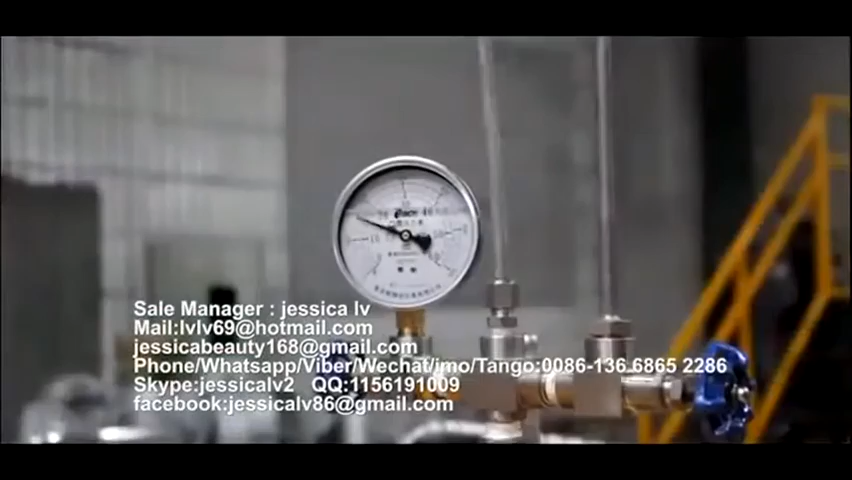 Sale Manager : jessica lv
Mail:lvlv69@hotmail.com
jessicabeauty168@gmail.com
Phone/Whatsapp/Viber/Wechat/imo/Tango:0086-136 6865 2286
Skype:jessicalv2 QQ:1156191009
facebook:jessicalv86@gmail.com